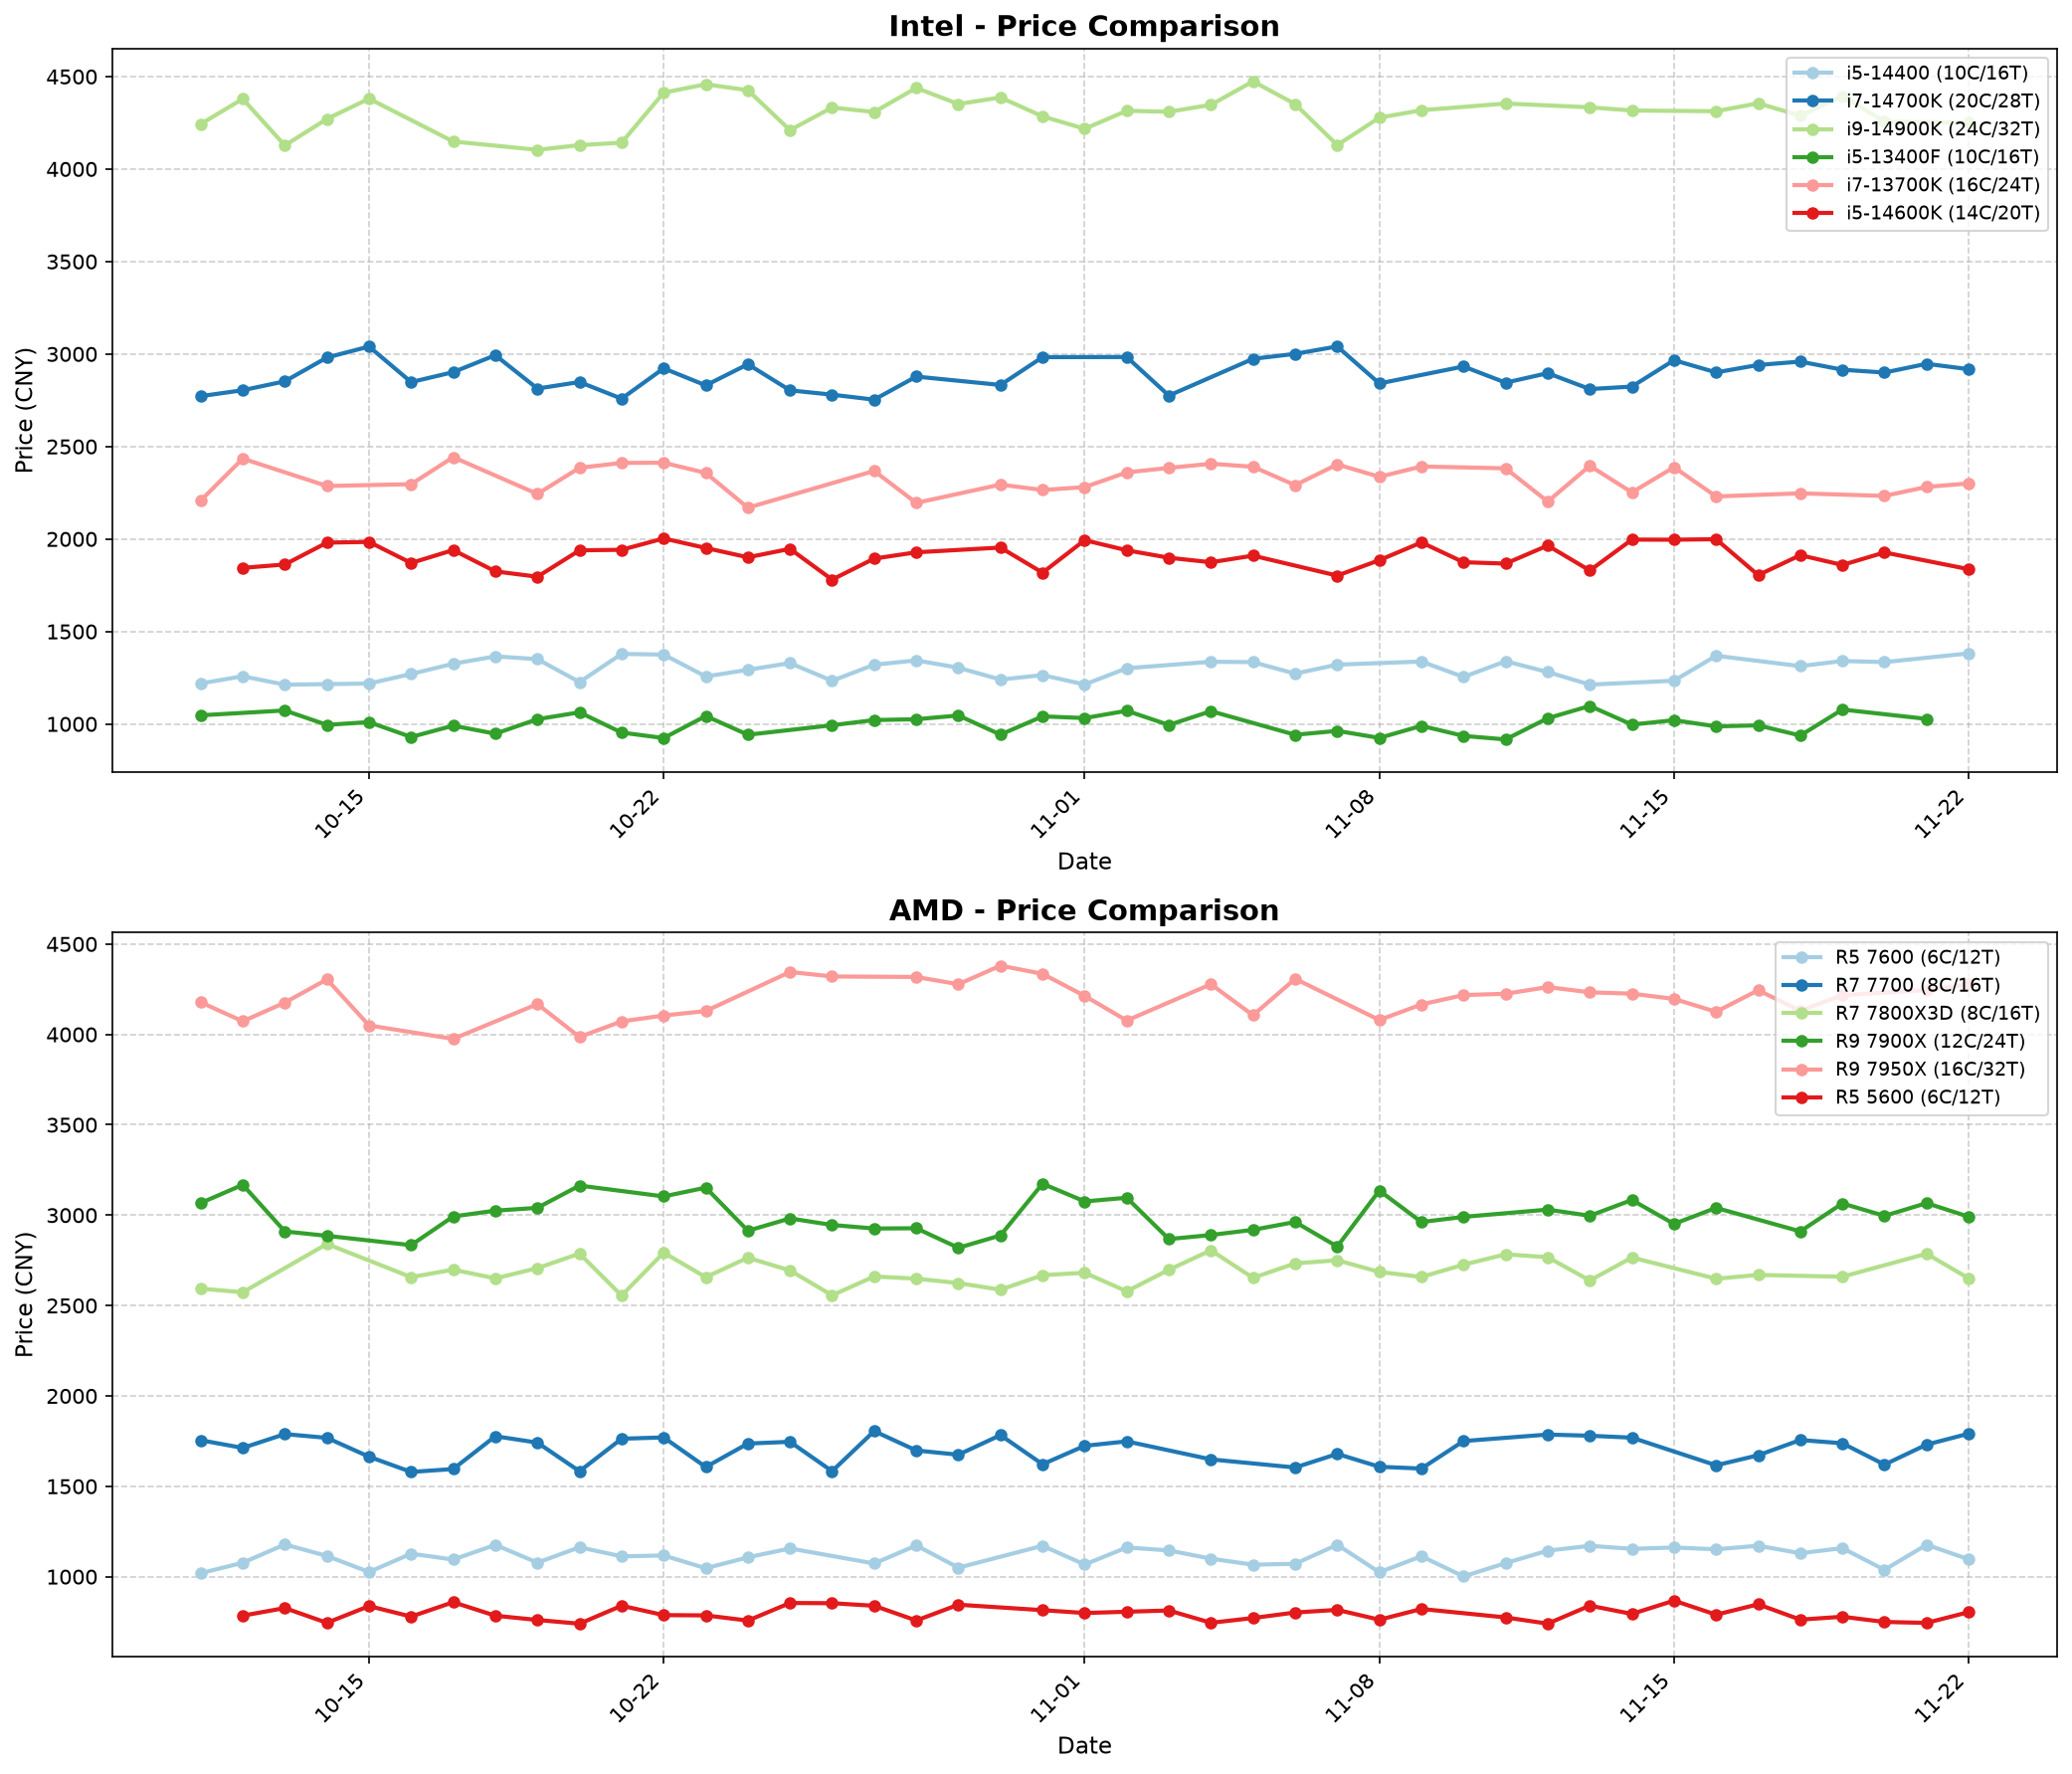 Intel - Price Comparison
Price (CNY)
4500
4000
3500
3000
2500
2000
1500
1000
i5-14400 (10C/16T)
i7-14700K (20C/28T)
i9-14900K (24C/32T)
i5-13400F (10C/16T)
i7-13700K (16C/24T)
i5-14600K (14C/20T)
10-15
10-22
11-01
11-08
11-15
11-22
Date
AMD - Price Comparison
Price (CNY)
4500
4000
3500
3000
2500
2000
1500
1000
R5 7600 (6C/12T)
R7 7700 (8C/16T)
R7 7800X3D (8C/16T)
R9 7900X (12C/24T)
R9 7950X (16C/32T)
R5 5600 (6C/12T)
10-15
10-22
11-01
11-08
11-15
11-22
Date